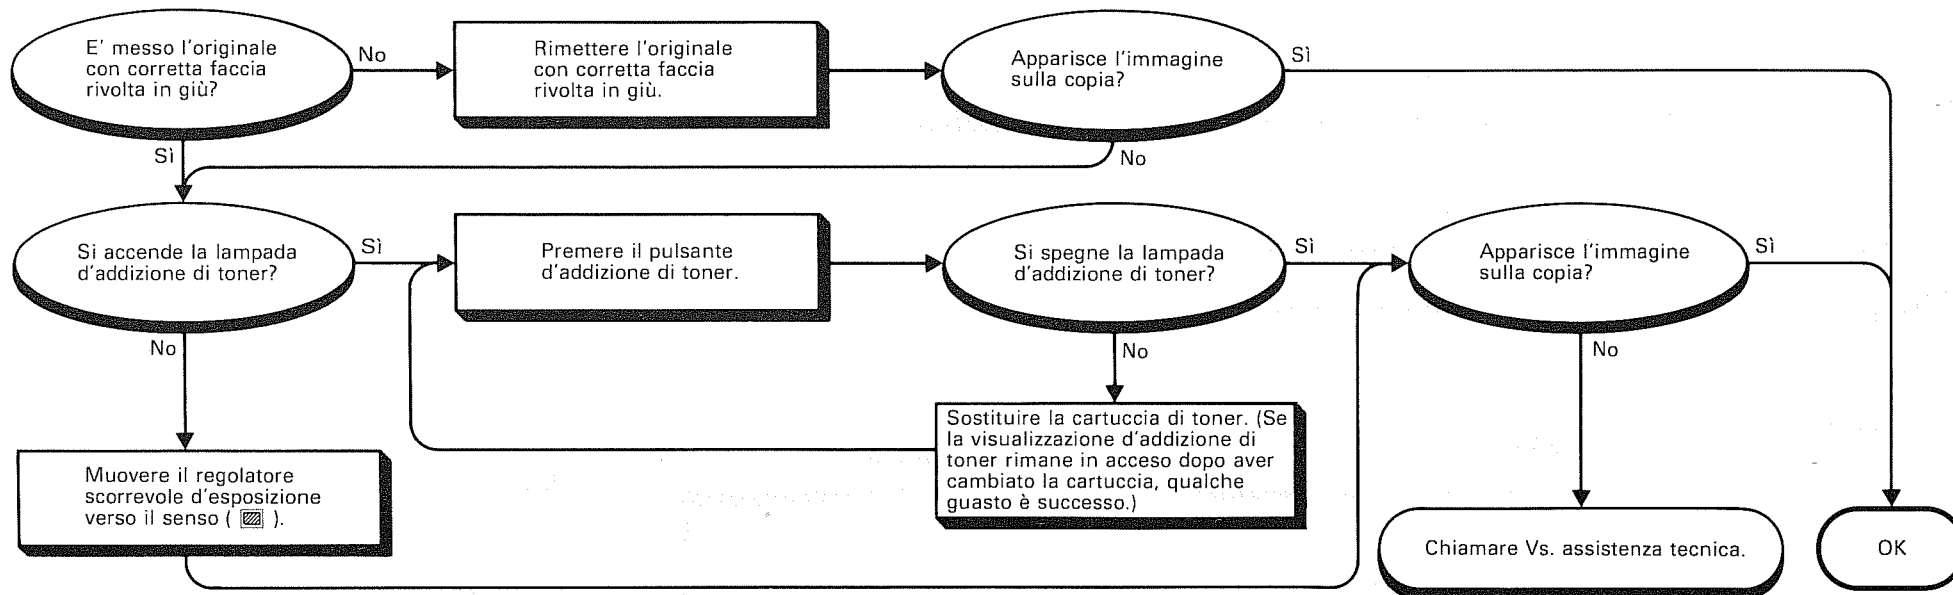 E' messo l'originale
con corretta faccia
rivolta in giù?
No
Rimettere l'originale
con corretta faccia
rivolta in giù.
Apparisce l'immagine
sulla copia?
Sì
Sì
No
Si accende la lampada
d'addizione di toner?
Sì
Premere il pulsante
d'addizione di toner.
Si spegne la lampada
d'addizione di toner?
Sì
Apparisce l'immagine
sulla copia?
Sì
No
No
No
Muovere il regolatore
scorrevole d'esposizione
verso il senso ( ).
Sostituire la cartuccia di toner. (Se
la visualizzazione d'addizione di
toner rimane in acceso dopo aver
cambiato la cartuccia, qualche
guasto è successo.)
Chiamare Vs. assistenza tecnica.
OK